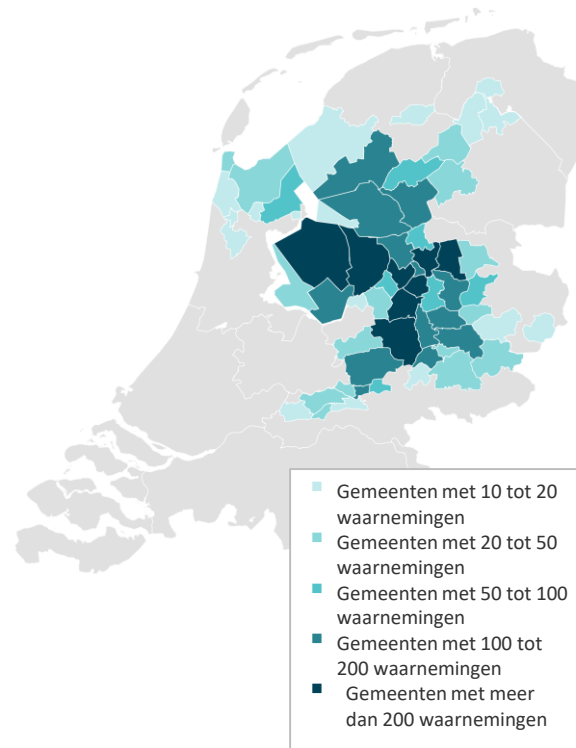 Gemeenten met 10 tot 20
waarnemingen
Gemeenten met 20 tot 50
waarnemingen
Gemeenten met 50 tot 100
waarnemingen
Gemeenten met 100 tot
200 waarnemingen
Gemeenten met meer
dan 200 waarnemingen